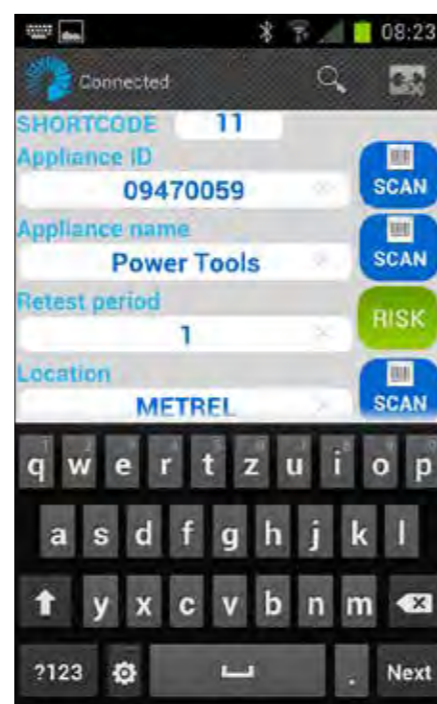 08:23
Connected
SHORTCODE 11
Appliance ID
09470059
SCAN
Appliance name
Power Tools
SCAN
Retest period
1
RISK
Location
METREL
SCAN
q w e r t z u i o p
a s d f g h j k l
y x c v b n m
?123 . Next